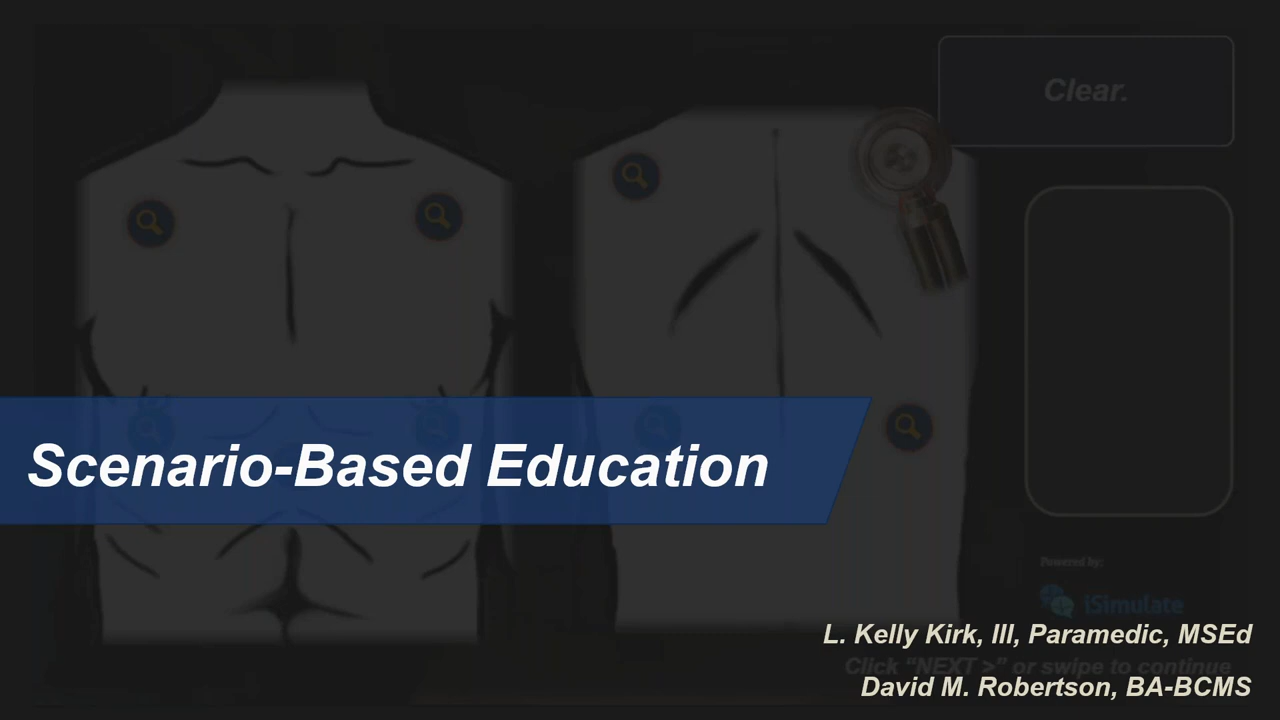 Clear.
Scenario-Based Education
Powered by:
iSimulate
L. Kelly Kirk, III, Paramedic, MSEd
Click “NEXT >” or swipe to continue
David M. Robertson, BA-BCMS